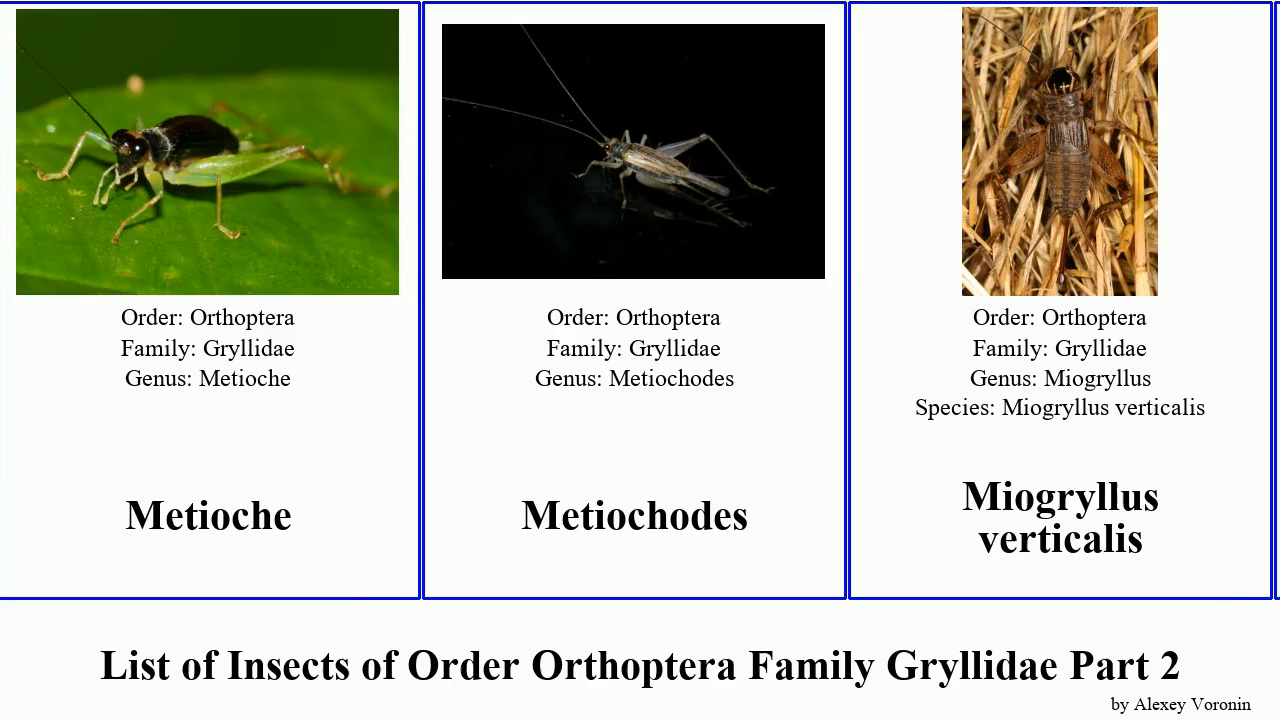 Order: Orthoptera
Family: Gryllidae
Genus: Metioche
Metioche
Order: Orthoptera
Family: Gryllidae
Genus: Metiochodes
Metiochodes
Order: Orthoptera
Family: Gryllidae
Genus: Miogryllus
Species: Miogryllus verticalis
Miogryllus
verticalis
List of Insects of Order Orthoptera Family Gryllidae Part 2
by Alexey Voronin